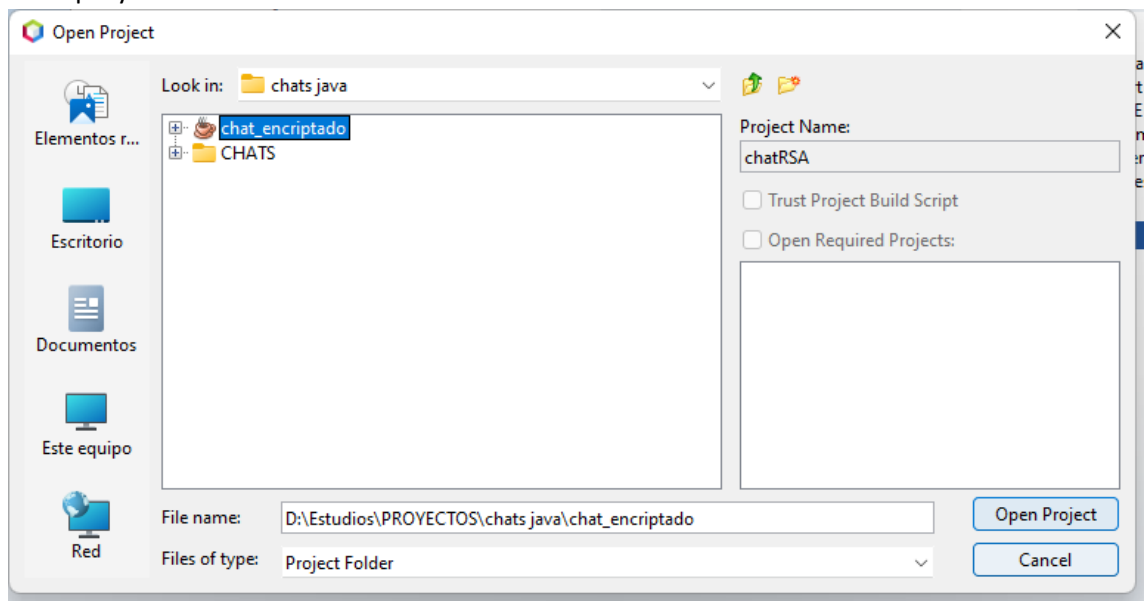 Open Project
Look in: chats java
Elementos r...
Escritorio
Documentos
Este equipo
Red
chat_encriptado
CHATS
Project Name:
chatRSA
Trust Project Build Script
Open Required Projects:
File name: D:\Estudios\PROYECTOS\chats java\chat_encriptado
Files of type: Project Folder
Open Project
Cancel